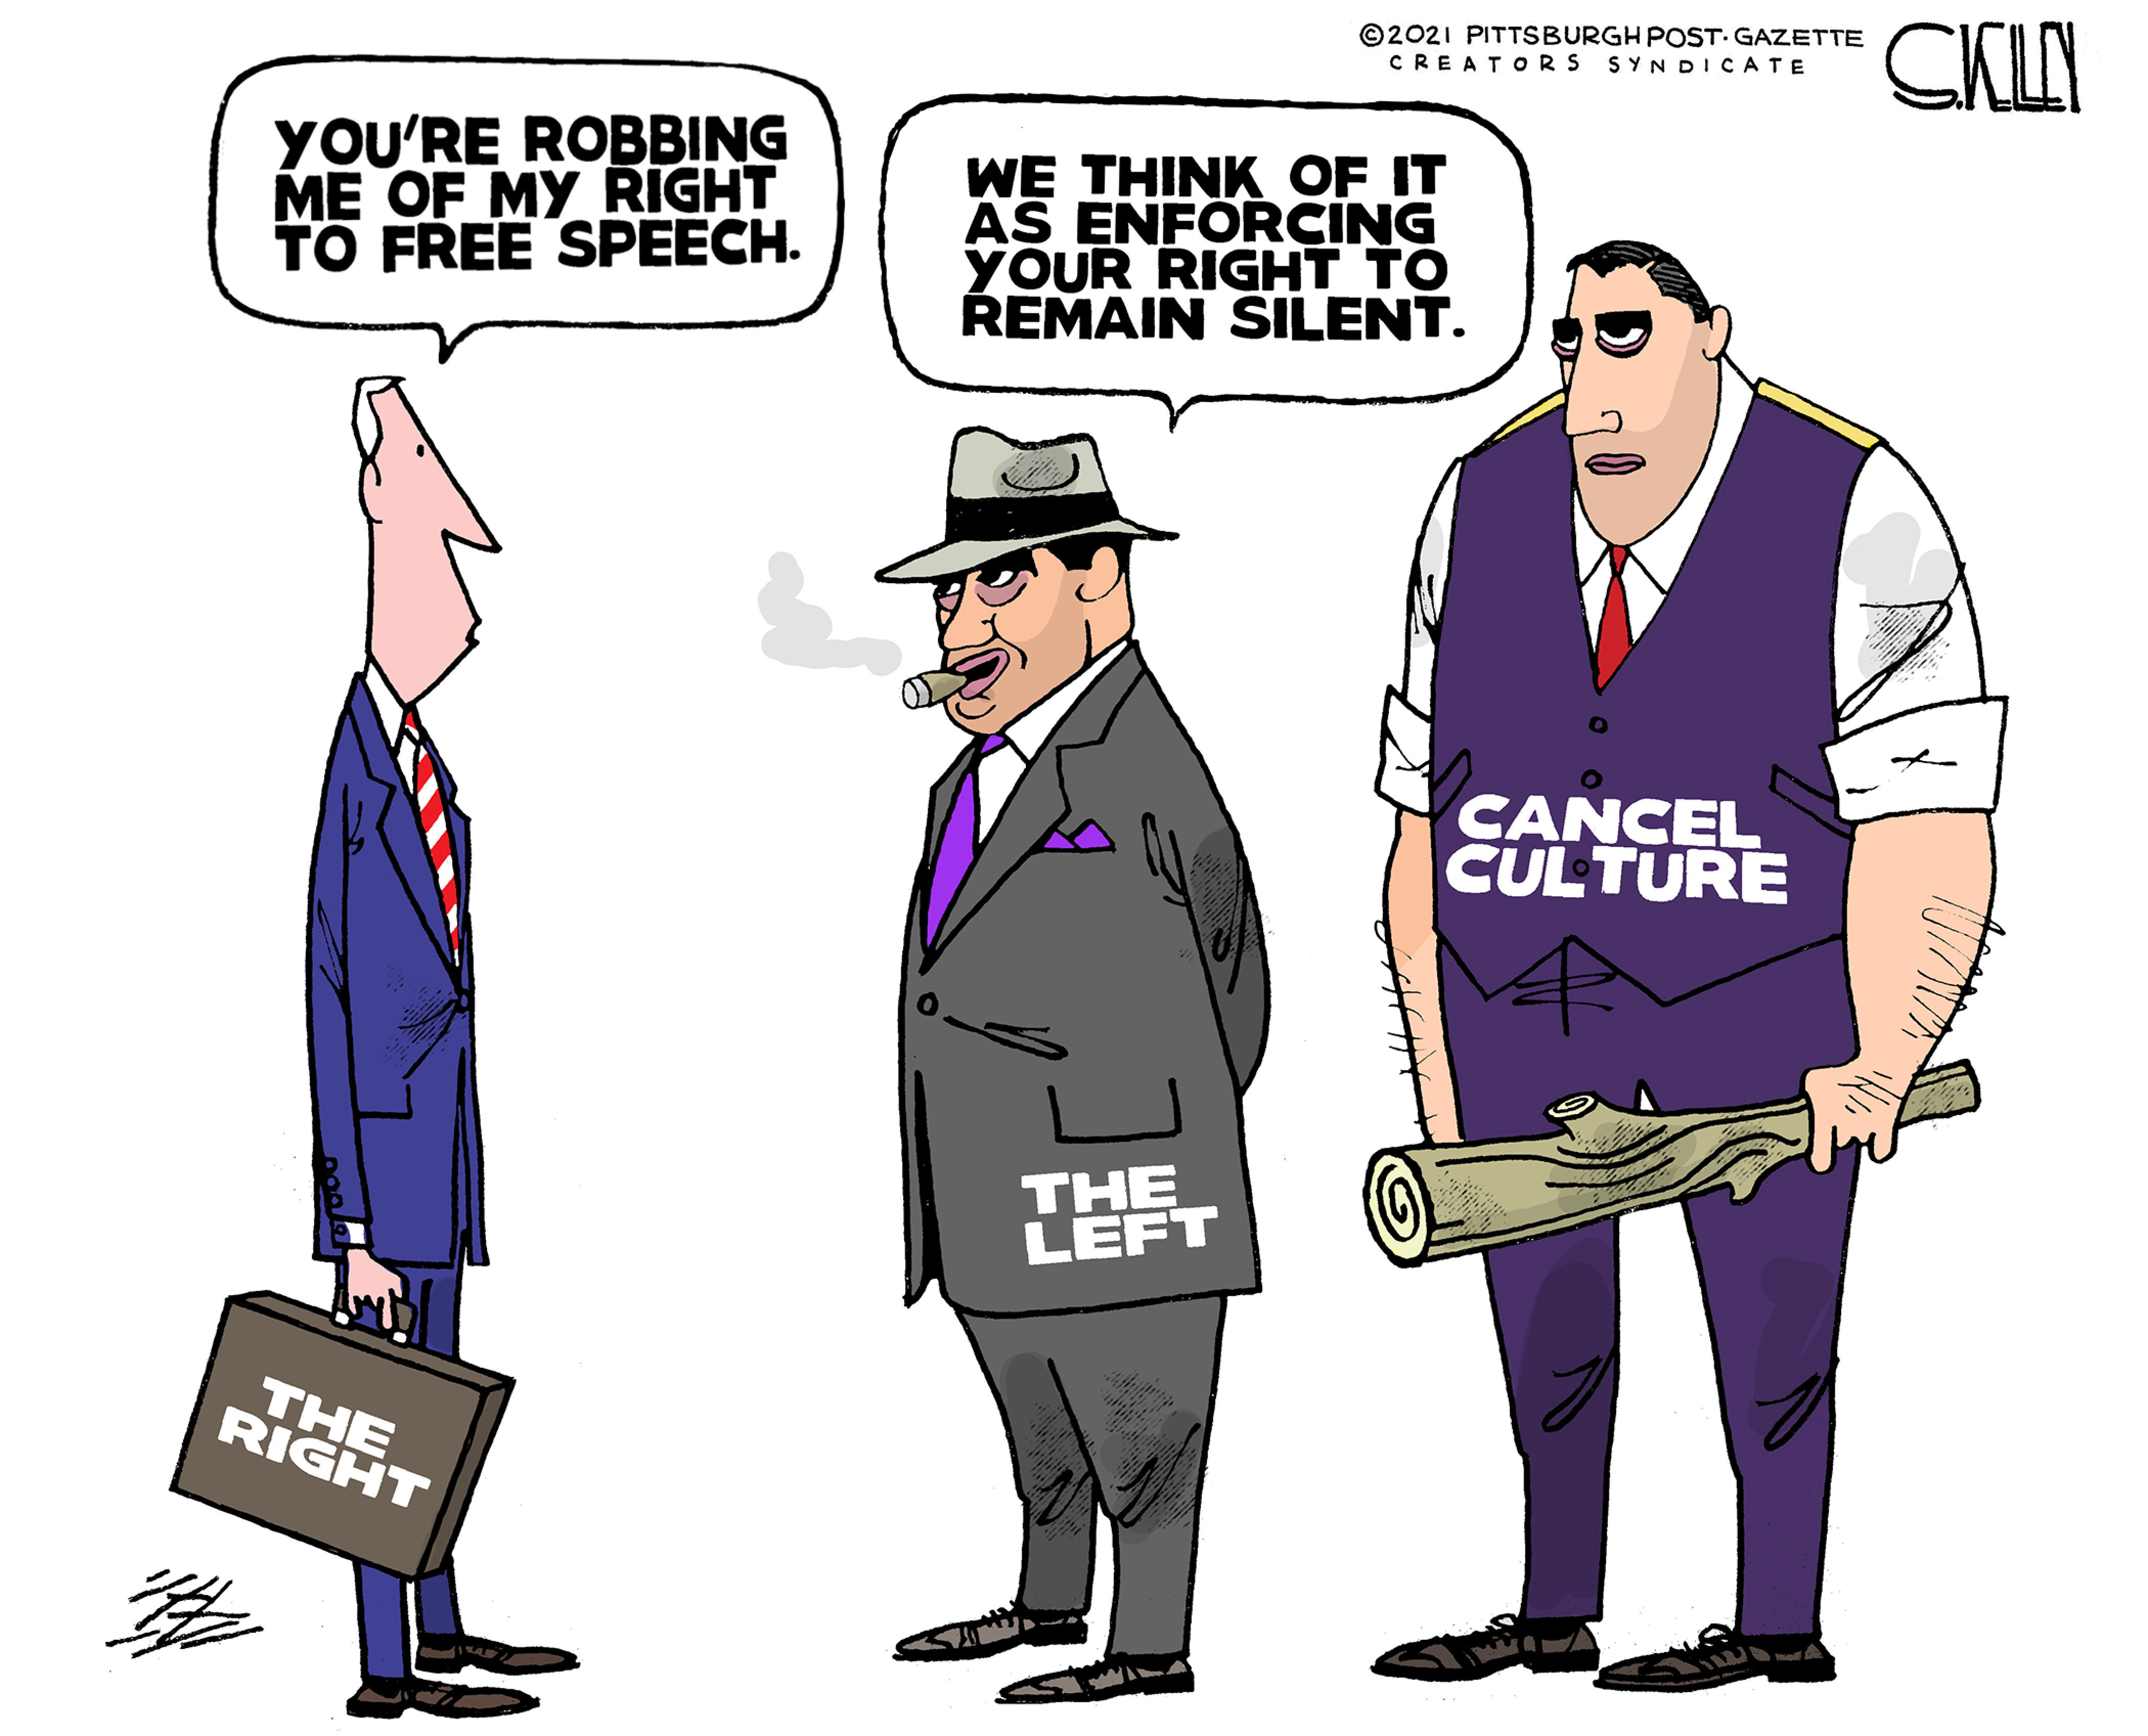 ©2021 PITTSBURGH POST-GAZETTE
CREATORS SYNDICATE
S.KELLEY
YOU'RE ROBBING
ME OF MY RIGHT
TO FREE SPEECH.
WE THINK OF IT
AS ENFORCING
YOUR RIGHT TO
REMAIN SILENT.
CANCEL
CULTURE
THE
LEFT
THE
RIGHT